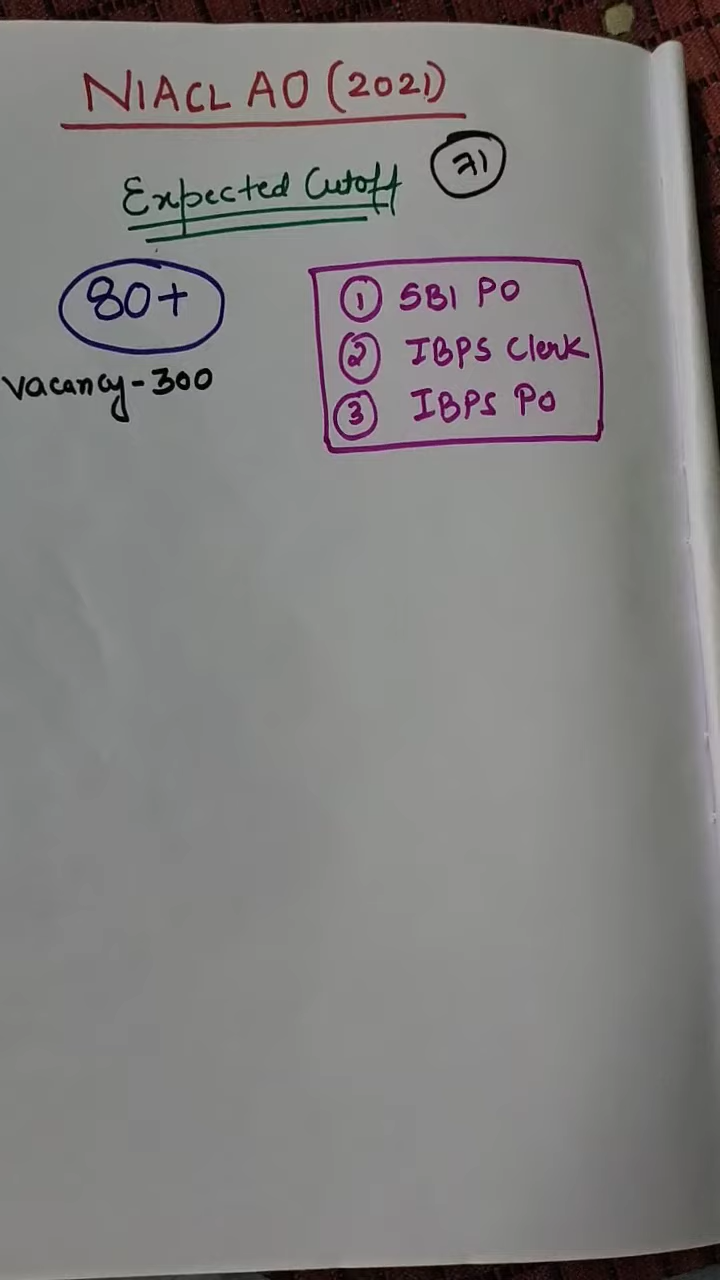 NIACL AO (2021)
Expected Cutoff
71
80+
Vacancy-300
1 SBI PO
2 IBPS Clerk
3 IBPS PO